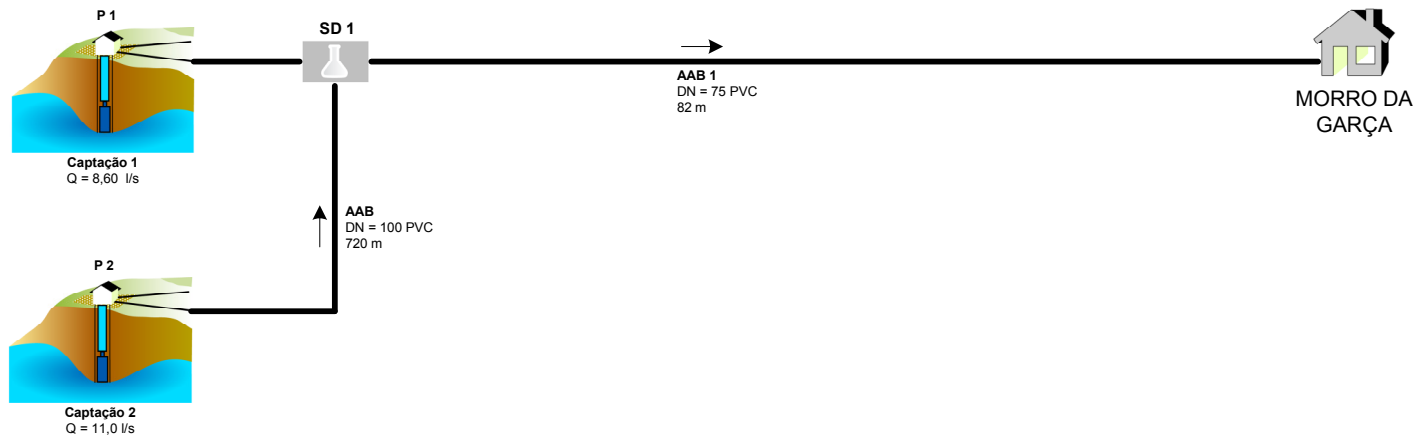 P 1
SD 1
AAB 1
DN = 75 PVC
82 m
MORRO DA
GARÇA
Captação 1
Q = 8,60 l/s
AAB
DN = 100 PVC
720 m
P 2
Captação 2
Q = 11,0 l/s